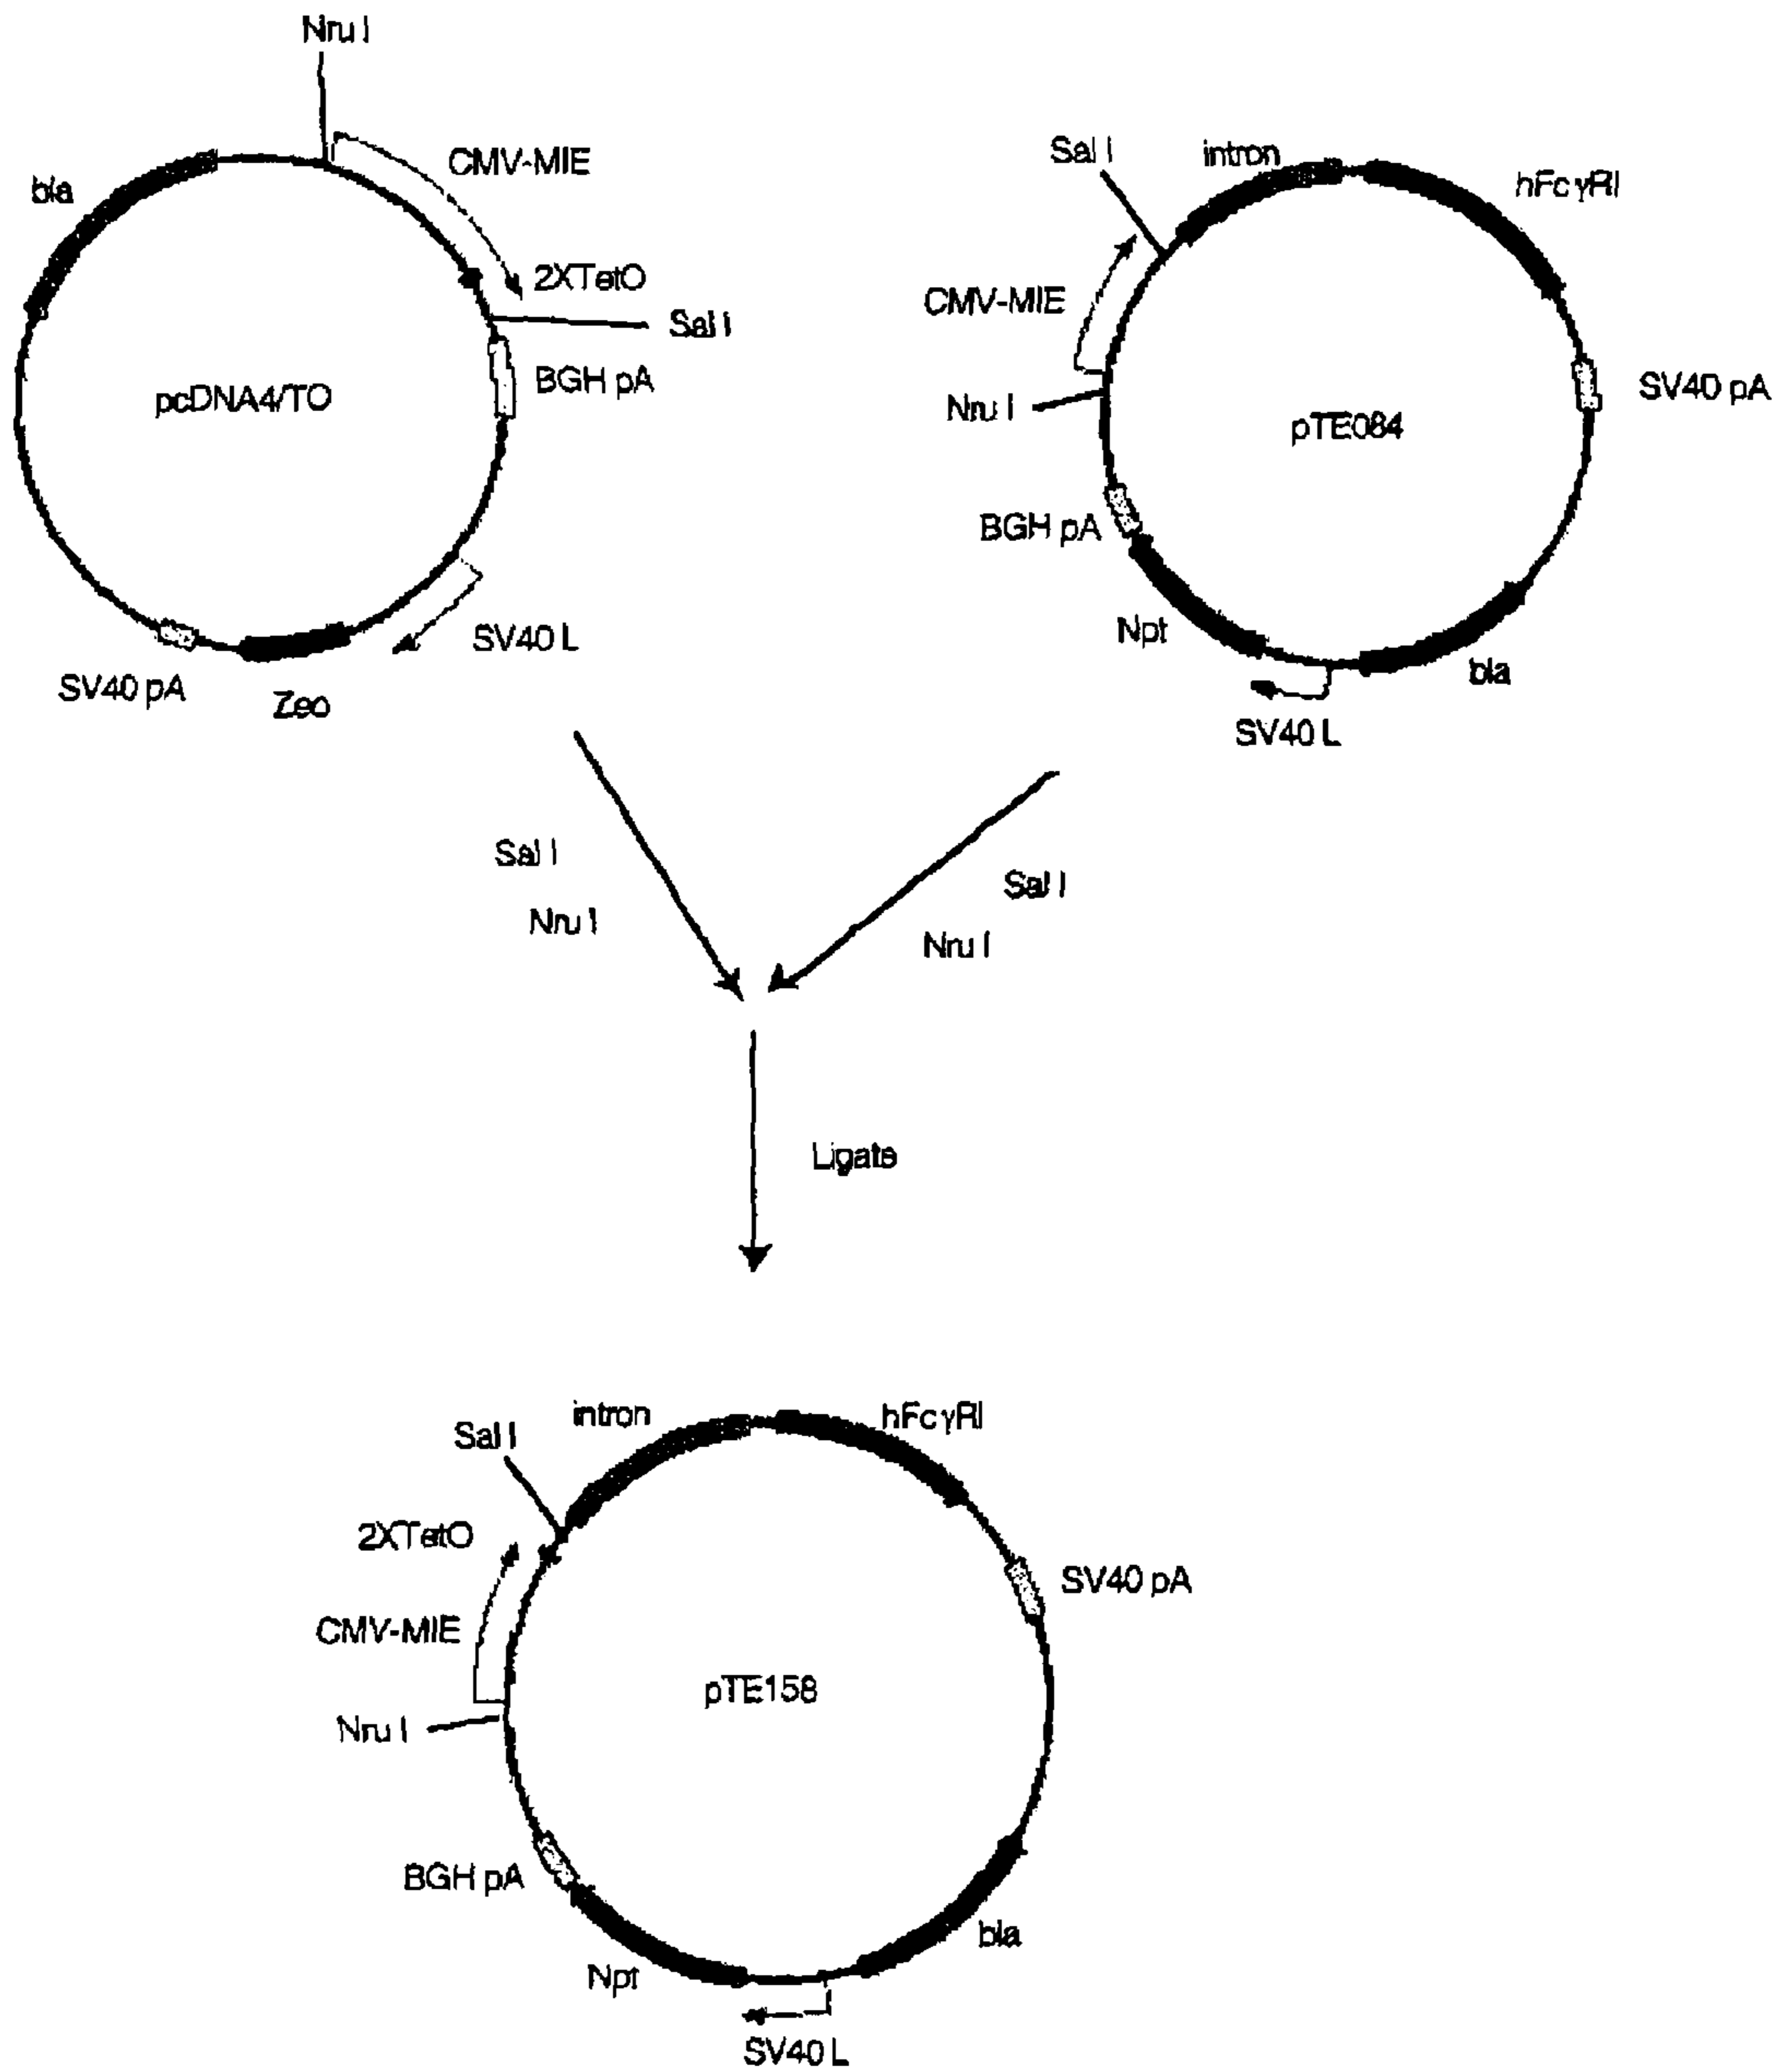 Nru I
CMV-MIE
bla
2XTetO
Sal I
BGH pA
pcDNA4/TO
SV40 L
SV40 pA
Zeo
Sal I
intron
hFcγRI
CMV-MIE
Nru I
SV40 pA
pTE084
BGH pA
Npt
bla
SV40 L
Sal I
Nru I
Sal I
Nru I
Ligate
Sal I
intron
hFcγRI
2XTetO
SV40 pA
CMV-MIE
pTE158
Nru I
BGH pA
bla
Npt
SV40 L